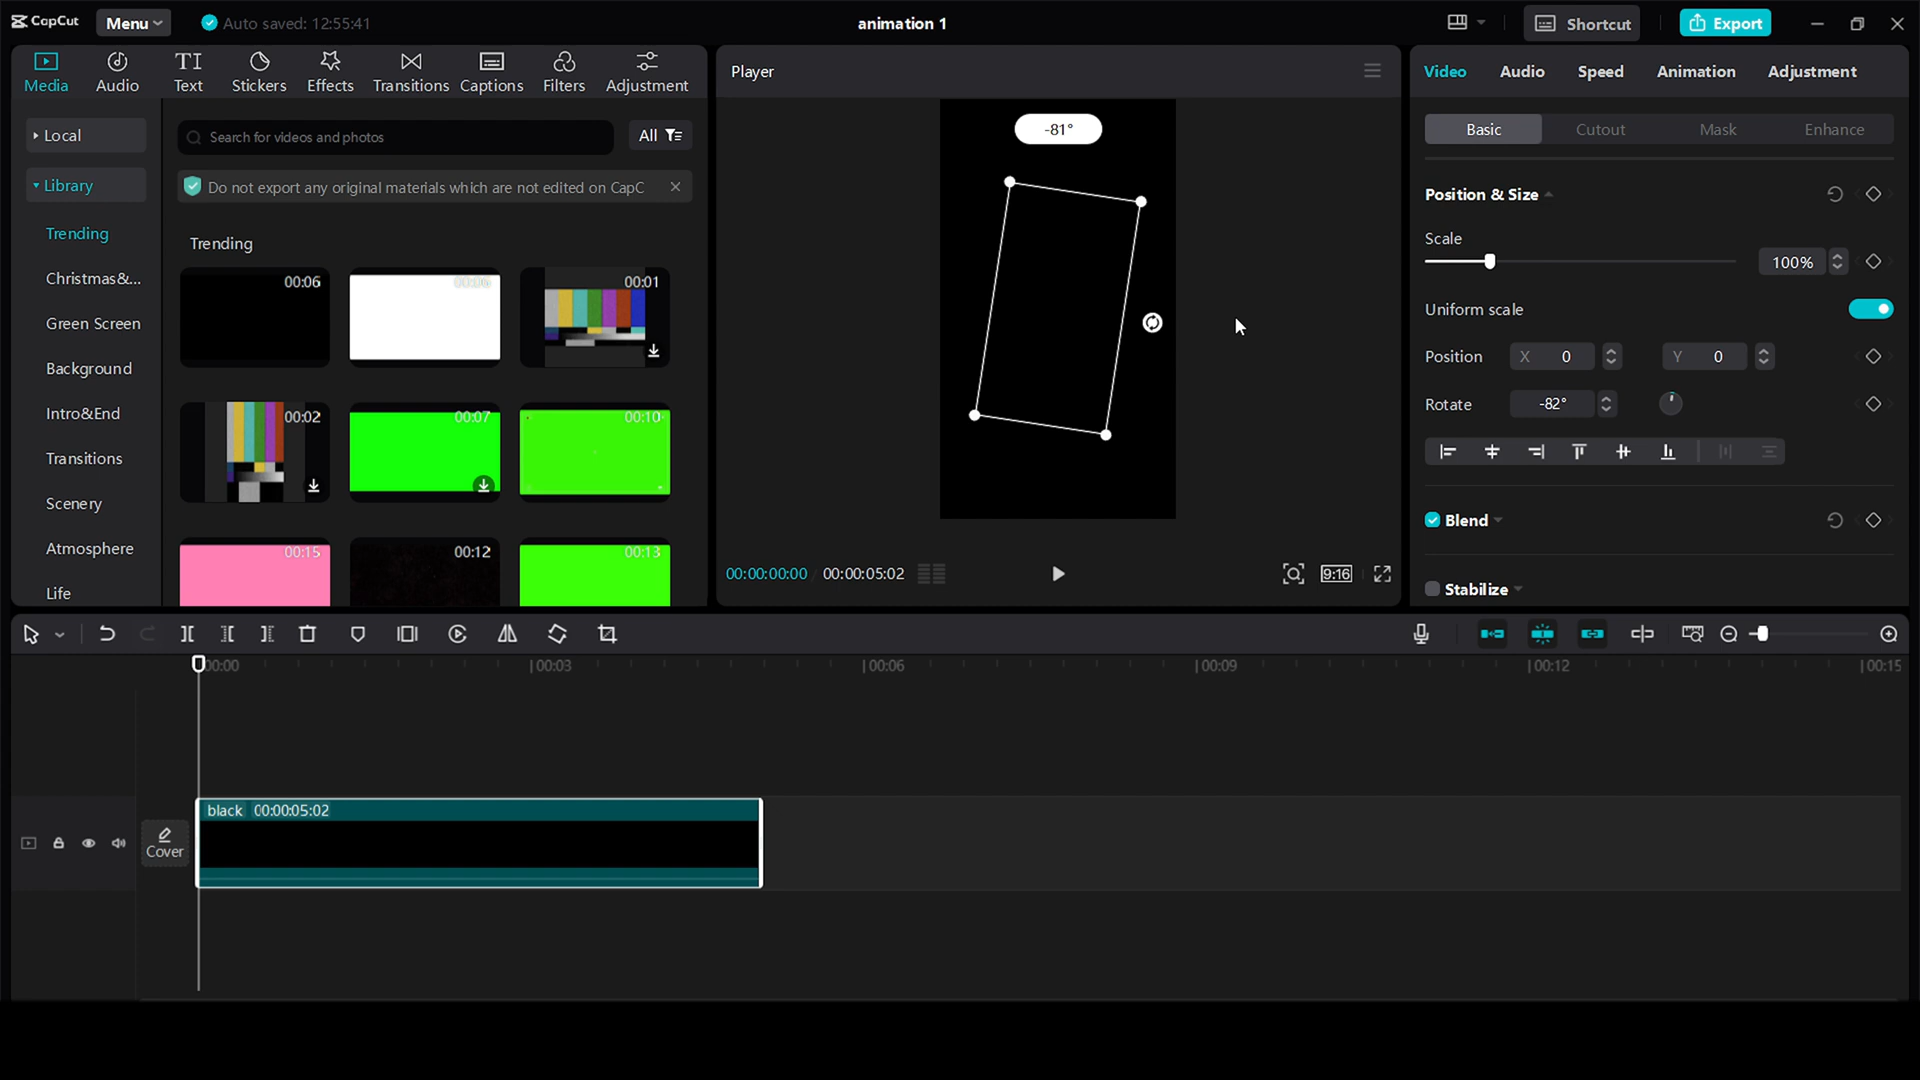 CapCut Menu Auto saved: 12:55:41 animation 1 Shortcut Export
Media Audio Text Stickers Effects Transitions Captions Filters Adjustment
Local
Library
Trending
Christmas&...
Green Screen
Background
Intro&End
Transitions
Scenery
Atmosphere
Life
Search for videos and photos All
Do not export any original materials which are not edited on CapC
Trending
00:06 00:06 00:01
00:02 00:07 00:10
00:15 00:12 00:13
Player
-81°
00:00:00:00 00:00:05:02 9:16
Video Audio Speed Animation Adjustment
Basic Cutout Mask Enhance
Position & Size
Scale
100%
Uniform scale
Position X 0 Y 0
Rotate -82°
Blend
Stabilize
00:00 00:03 00:06 00:09 00:12 00:15
Cover
black 00:00:05:02